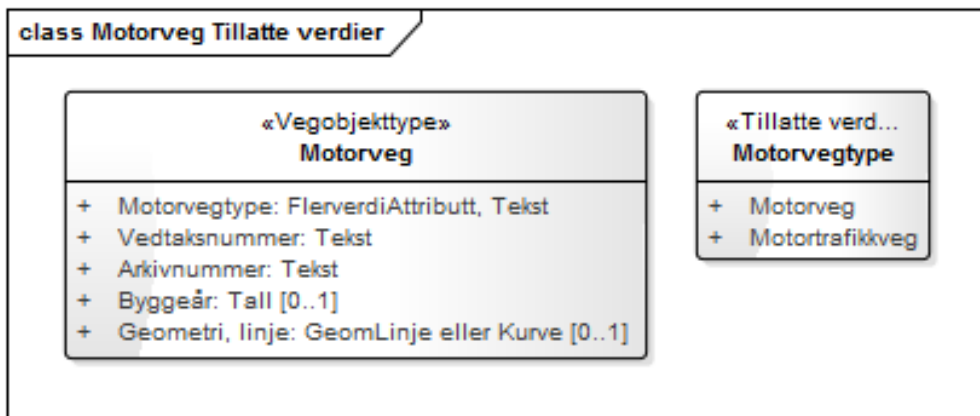 class Motorveg Tillatte verdier
«Vegobjekttype»
Motorveg
+ Motorvegtype: FlerverdiAttributt, Tekst
+ Vedtaksnummer: Tekst
+ Arkivnummer: Tekst
+ Byggeår: Tall [0..1]
+ Geometri, linje: GeomLinje eller Kurve [0..1]
«Tillatte verd...
Motorvegtype
+ Motorveg
+ Motortrafikkveg